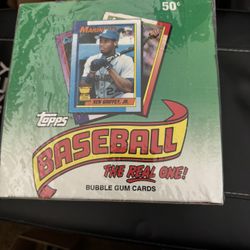 50¢
MARINERS
KEN GRIFFEY, JR.
Topps
BASEBALL
THE REAL ONE!
BUBBLE GUM CARDS